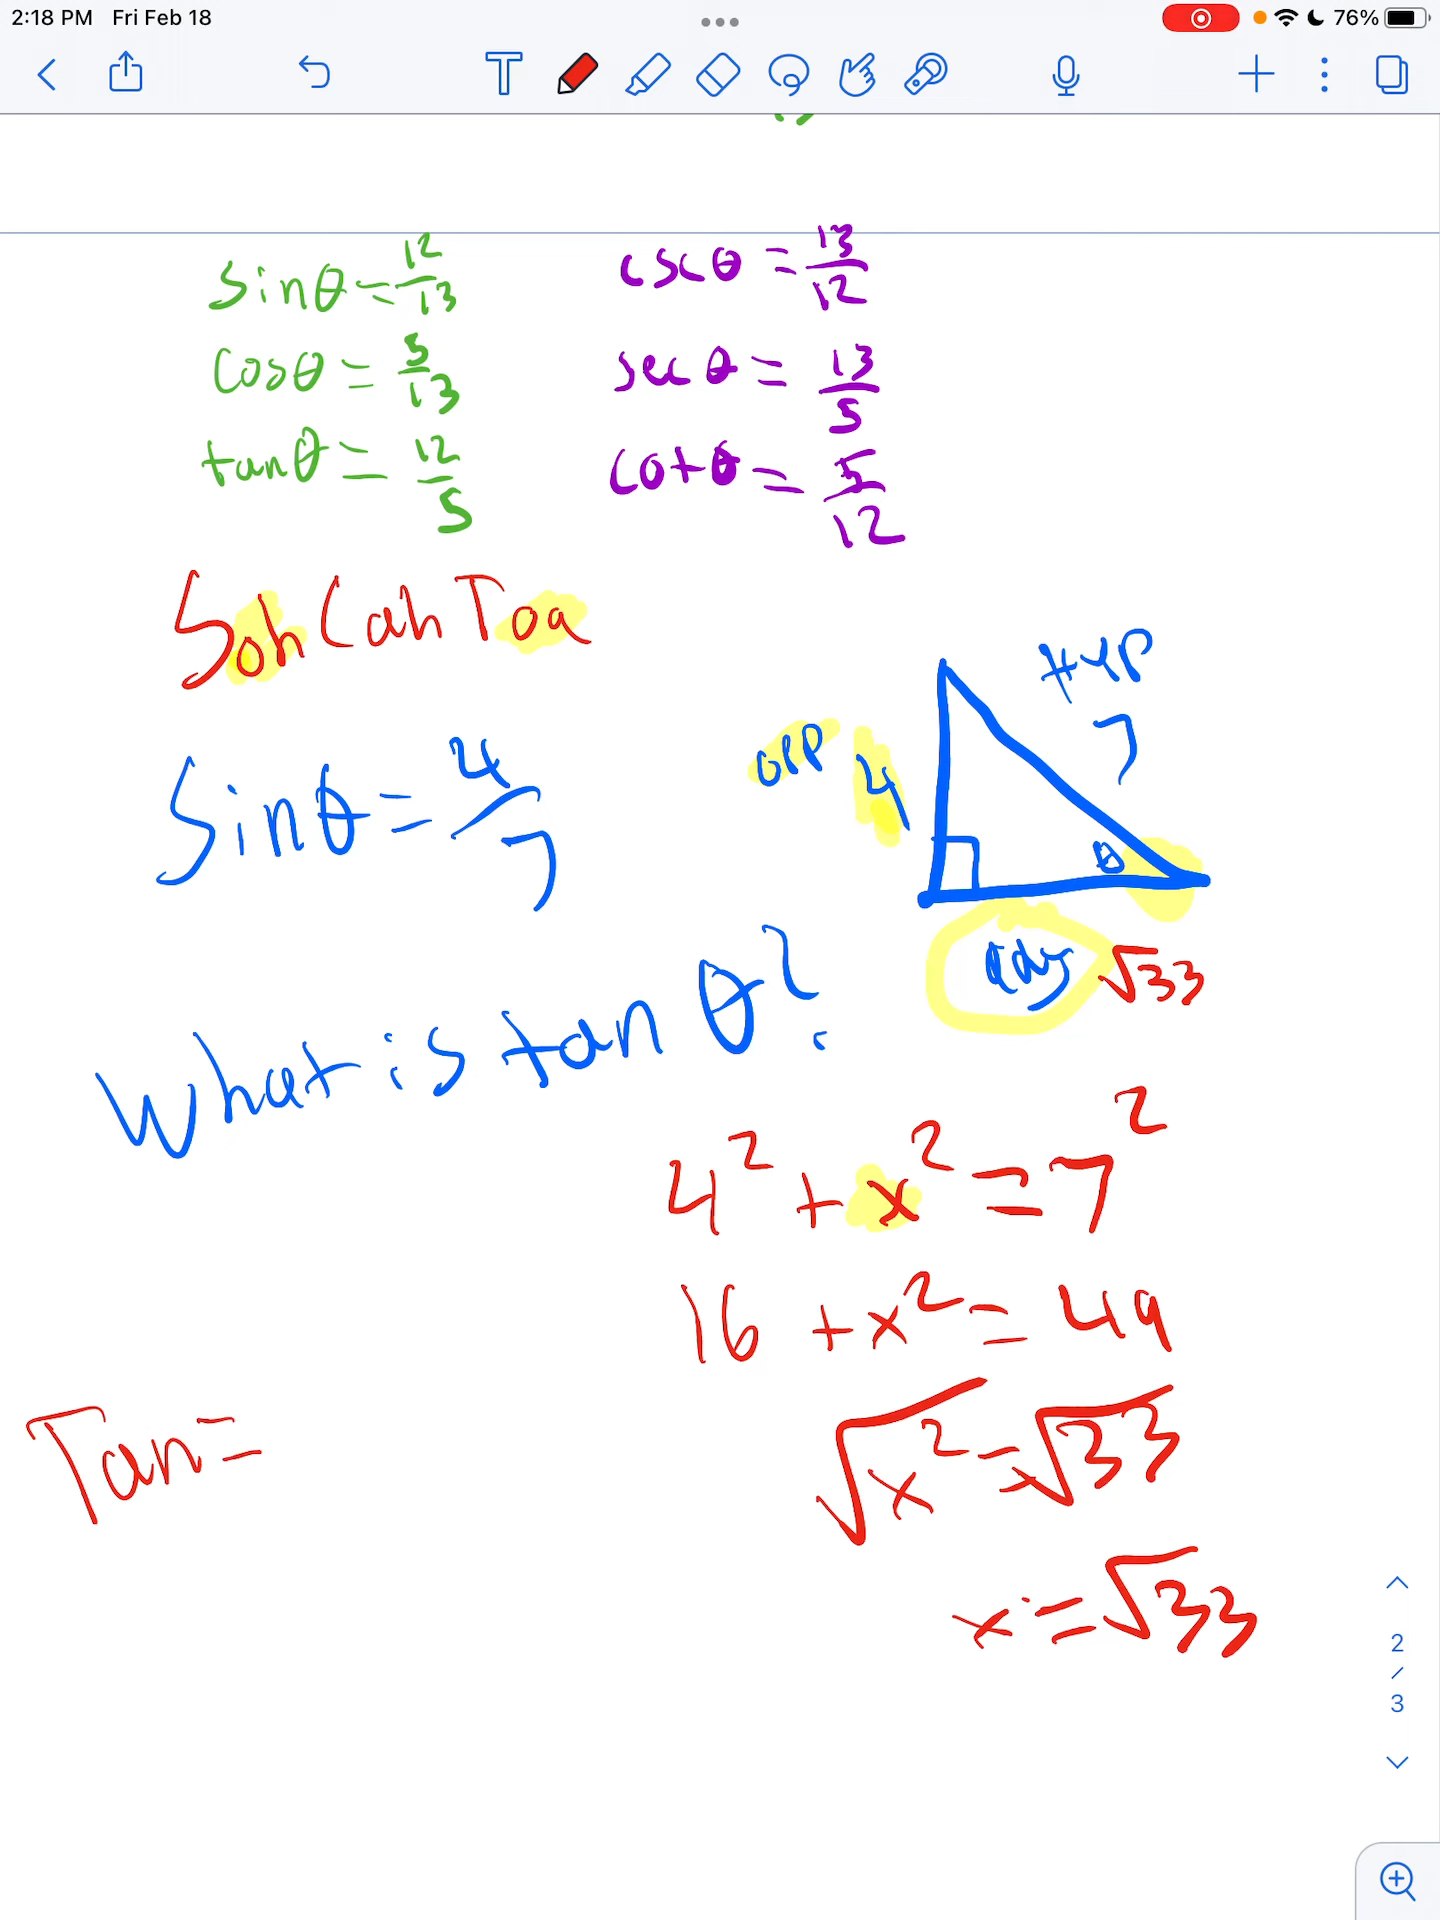 2:18 PM Fri Feb 18 76%
T
sinθ = 12/13 cscθ = 13/12
cosθ = 5/13 sec θ = 13/5
tanθ = 12/5 cotθ = 5/12
Soh Cah Toa
Hyp
opp 4 7
Sinθ = 4/7
θ
adj √33
What is tan θ?
4² + x² = 7²
16 + x² = 49
Tan = √x² = √33
x = √33
2
/
3